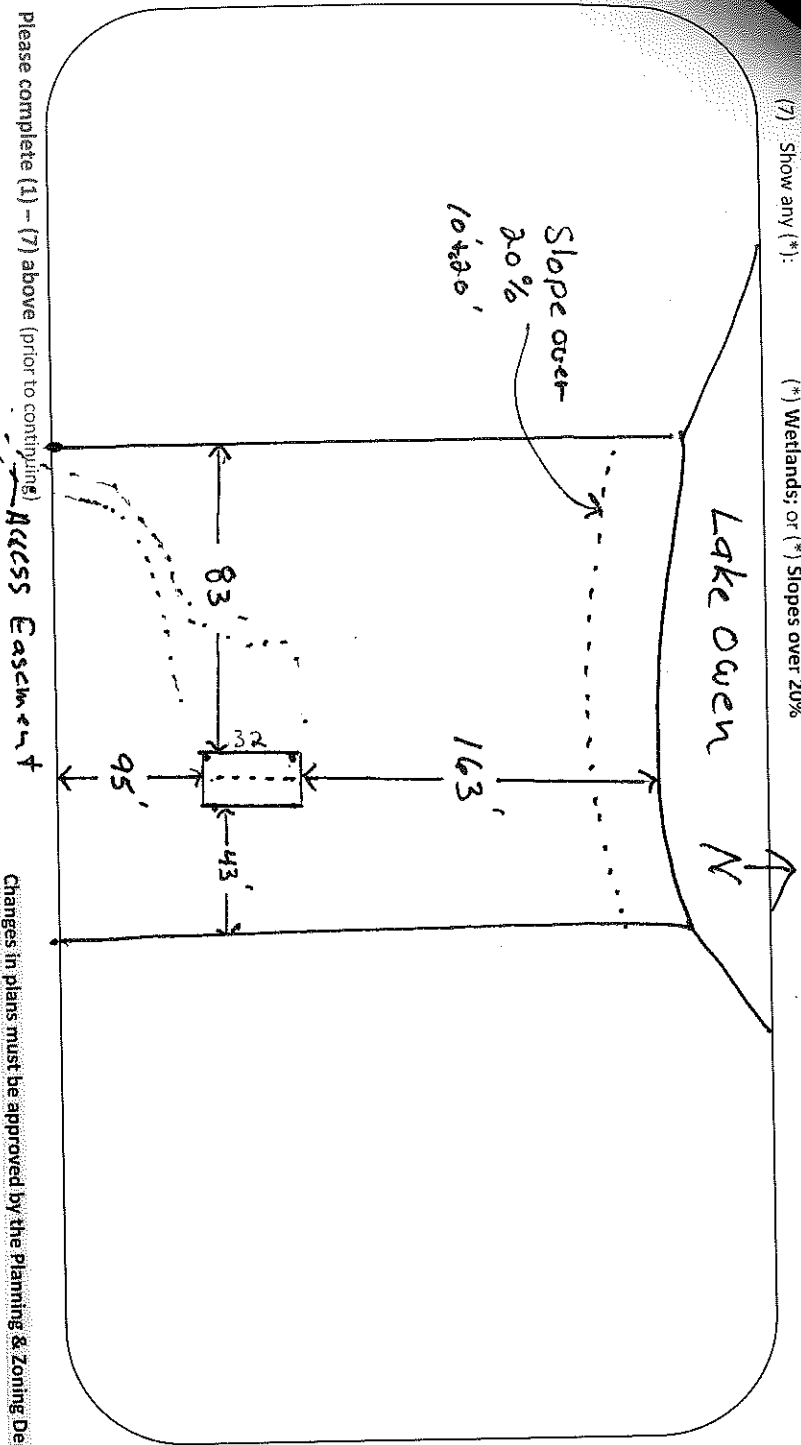 (7) Show any (*): (*) Wetlands; or (*) Slopes over 20%
Lake Owen
N
Slope over
20%
10' to 20'
163'
83'
32
43'
95'
Access Easement
Please complete (1) – (7) above (prior to continuing)
Changes in plans must be approved by the Planning & Zoning De